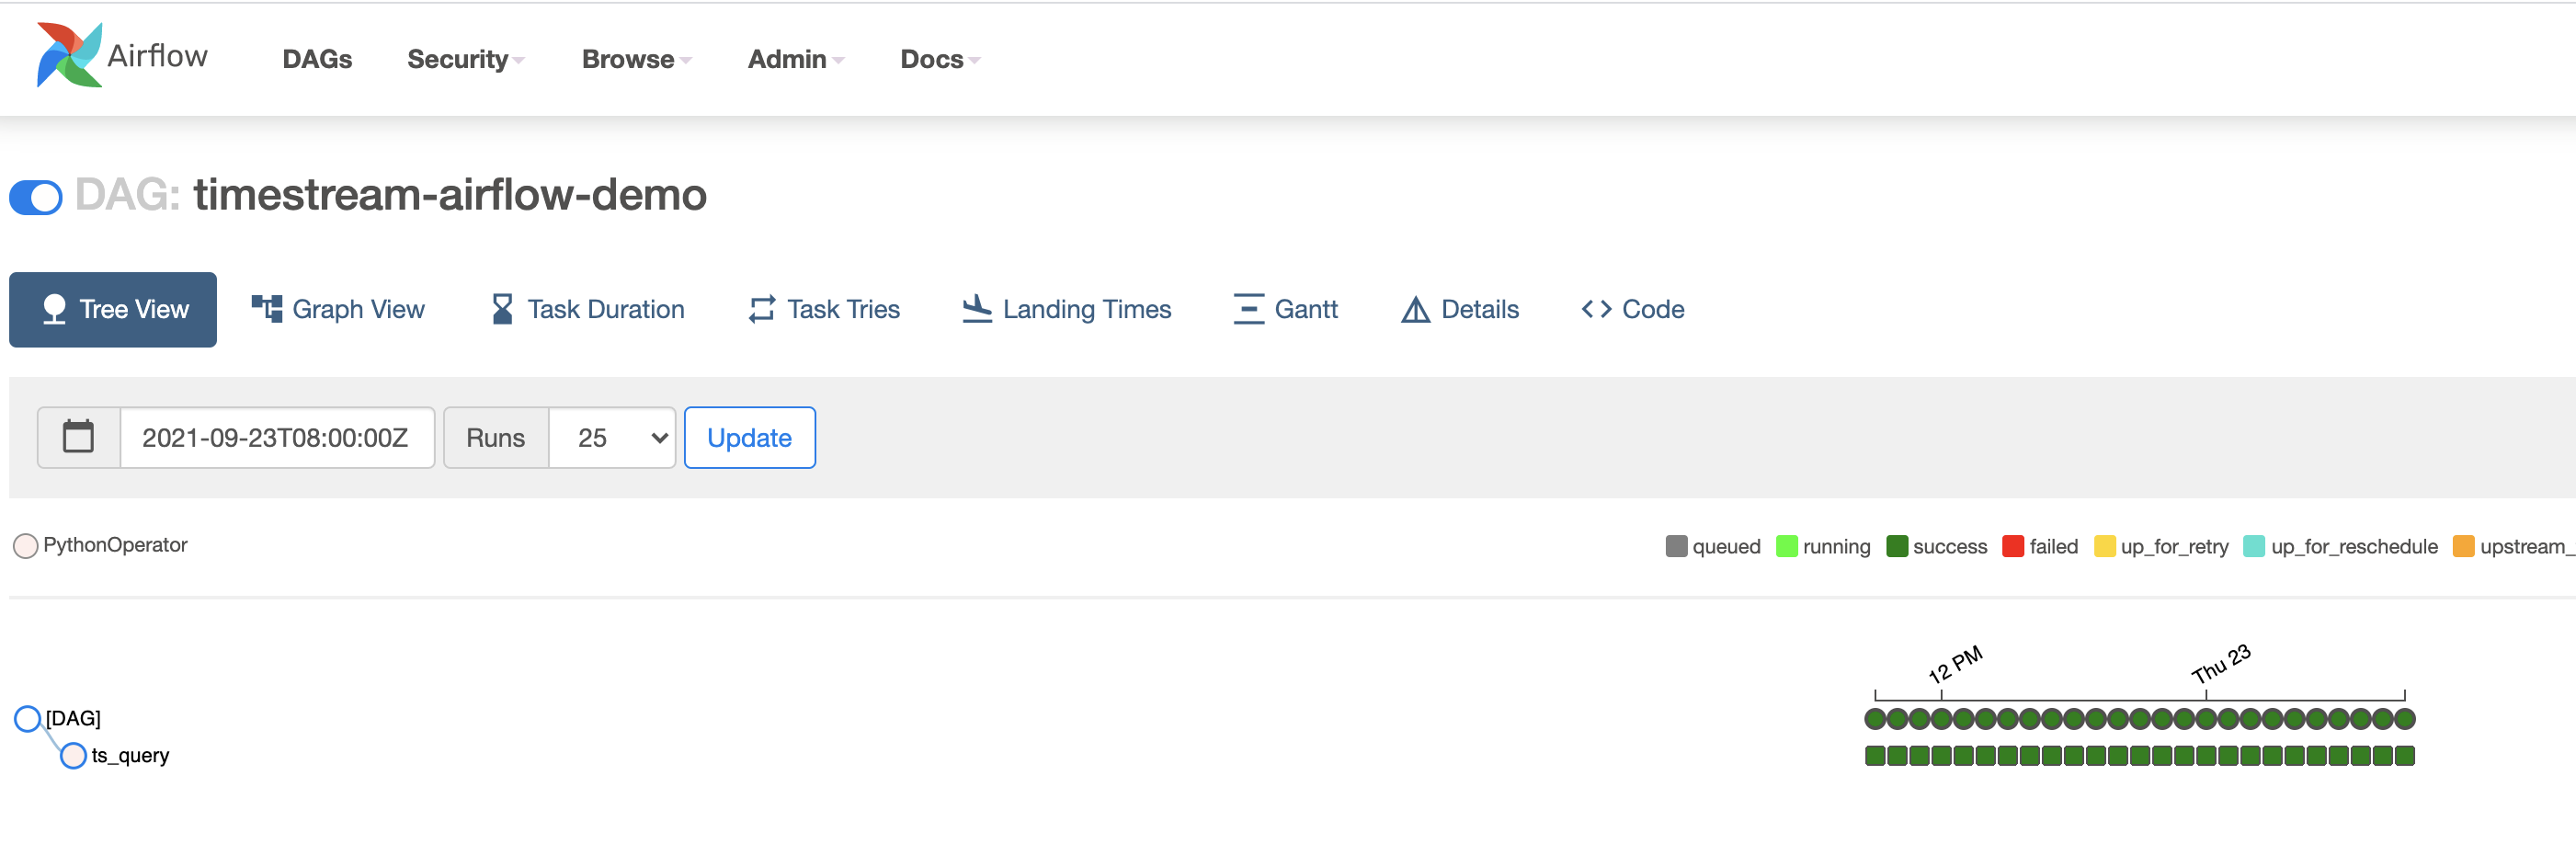 Airflow DAGs Security Browse Admin Docs
DAG: timestream-airflow-demo
Tree View Graph View Task Duration Task Tries Landing Times Gantt Details Code
2021-09-23T08:00:00Z Runs 25 Update
PythonOperator queued running success failed up_for_retry up_for_reschedule upstream_
12 PM Thu 23
[DAG]
ts_query